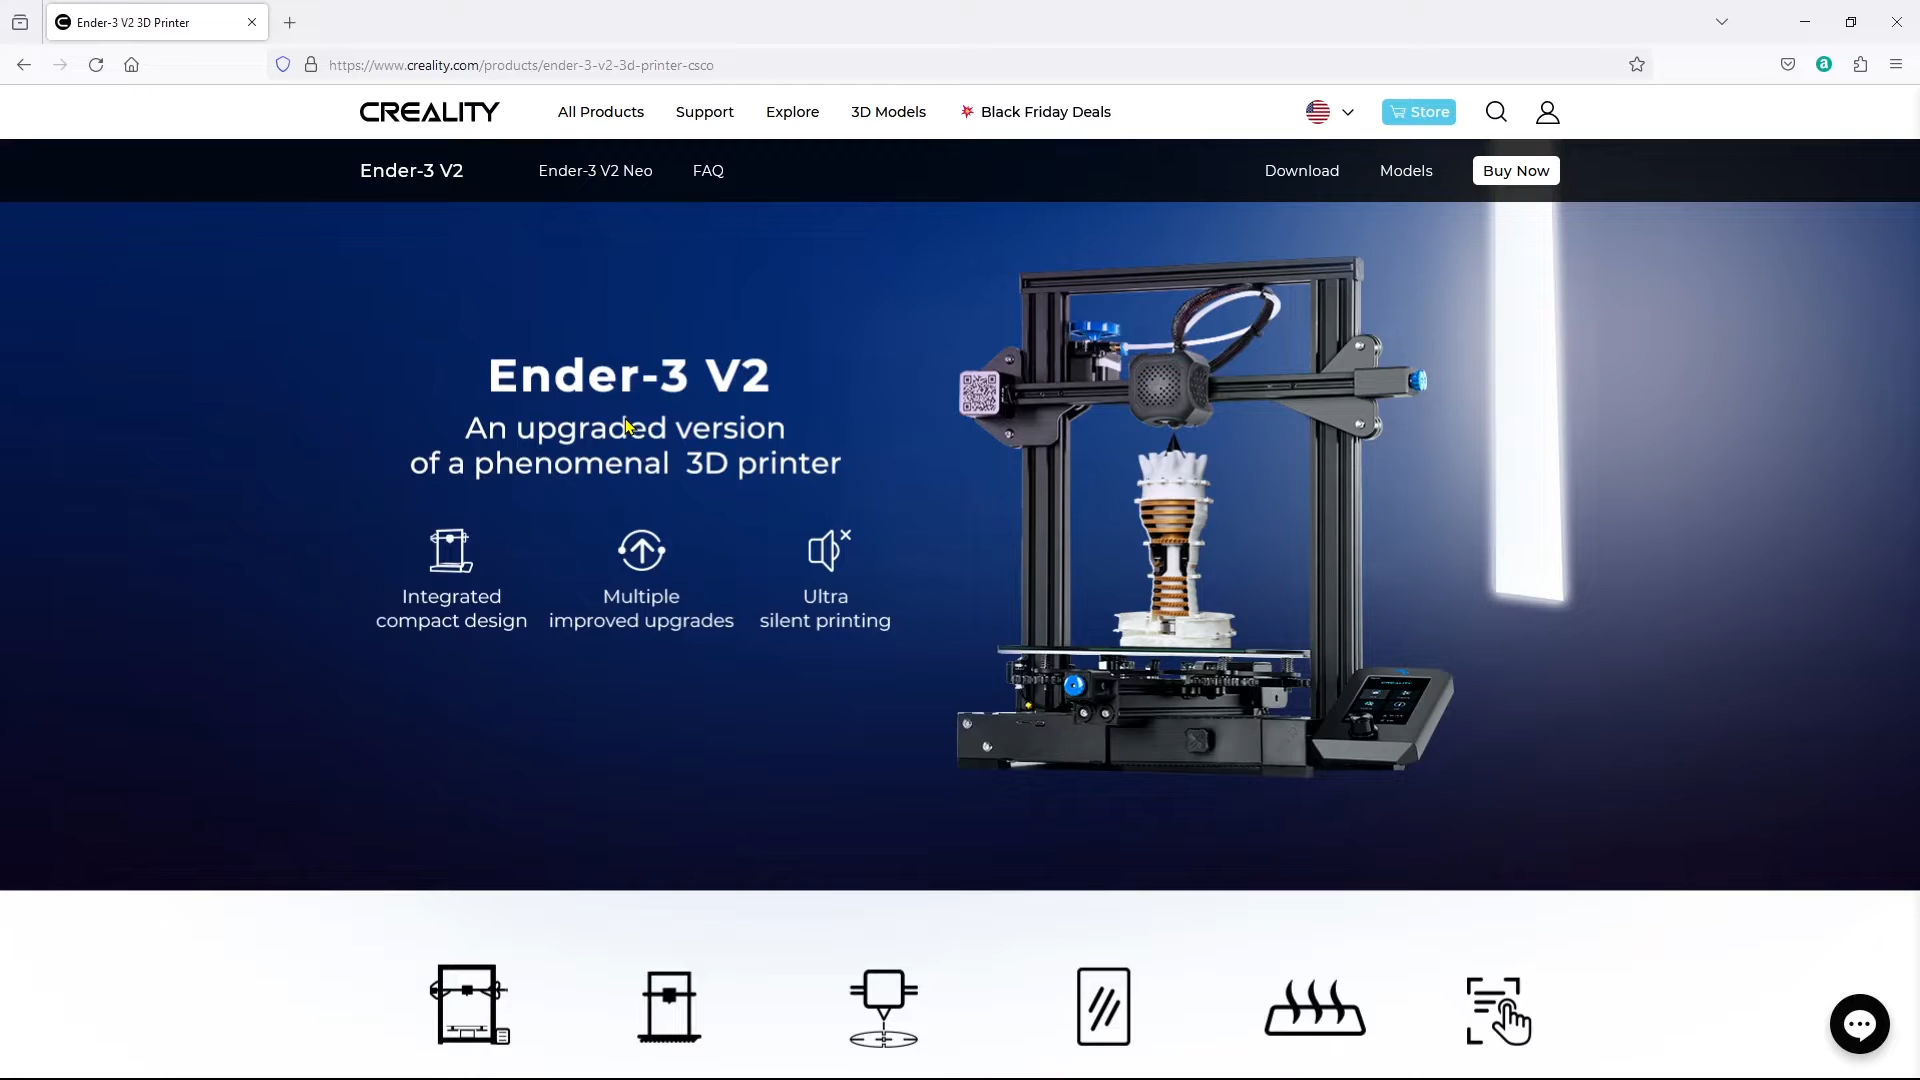 Ender-3 V2 3D Printer
https://www.creality.com/products/ender-3-v2-3d-printer-csco
CREALITY
All Products
Support
Explore
3D Models
Black Friday Deals
Store
Ender-3 V2
Ender-3 V2 Neo
FAQ
Download
Models
Buy Now
Ender-3 V2
An upgraded version
of a phenomenal 3D printer
Integrated
compact design
Multiple
improved upgrades
Ultra
silent printing
CREALITY